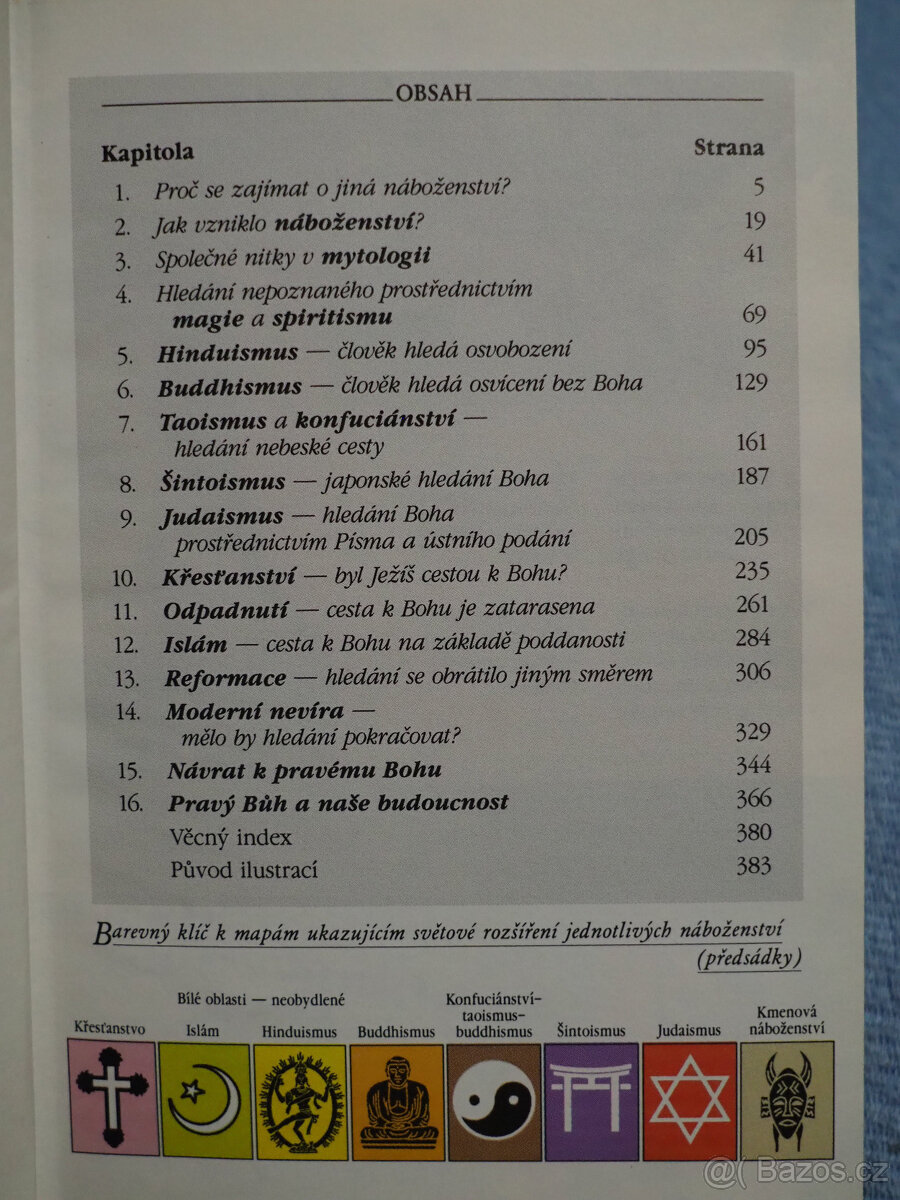 OBSAH
Kapitola Strana
1. Proč se zajímat o jiná náboženství? 5
2. Jak vzniklo náboženství? 19
3. Společné nitky v mytologii 41
4. Hledání nepoznaného prostřednictvím
magie a spiritismu 69
5. Hinduismus — člověk hledá osvobození 95
6. Buddhismus — člověk hledá osvícení bez Boha 129
7. Taoismus a konfuciánství —
hledání nebeské cesty 161
8. Šintoismus — japonské hledání Boha 187
9. Judaismus — hledání Boha
prostřednictvím Písma a ústního podání 205
10. Křesťanství — byl Ježíš cestou k Bohu? 235
11. Odpadnutí — cesta k Bohu je zatarasena 261
12. Islám — cesta k Bohu na základě poddanosti 284
13. Reformace — hledání se obrátilo jiným směrem 306
14. Moderní nevíra —
mělo by hledání pokračovat? 329
15. Návrat k pravému Bohu 344
16. Pravý Bůh a naše budoucnost 366
Věcný index 380
Původ ilustrací 383
Barevný klíč k mapám ukazujícím světové rozšíření jednotlivých náboženství
(předsádky)
Bílé oblasti — neobydlené
Křesťanstvo
Islám
Hinduismus
Buddhismus
Konfuciánství–
taoismus–
buddhismus
Šintoismus
Judaismus
Kmenová
náboženství
@( Bazos.cz